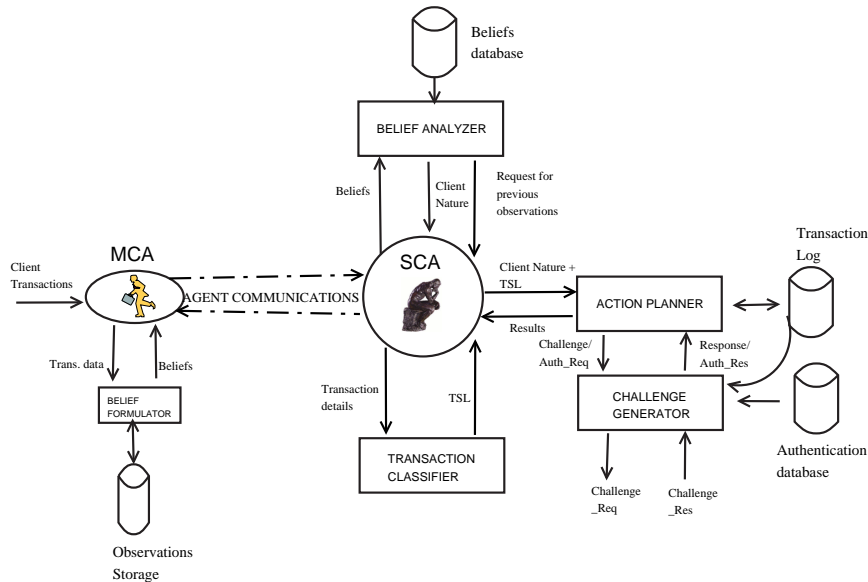 Beliefs
database
BELIEF ANALYZER
Beliefs
Client
Nature
Request for
previous
observations
Transaction
Log
MCA
SCA
Client
Transactions
AGENT COMMUNICATIONS
Client Nature +
TSL
ACTION PLANNER
Results
Trans. data
Beliefs
Challenge/
Auth_Req
Response/
Auth_Res
BELIEF
FORMULATOR
Transaction
details
TSL
CHALLENGE
GENERATOR
TRANSACTION
CLASSIFIER
Authentication
database
Challenge
_Req
Challenge
_Res
Observations
Storage